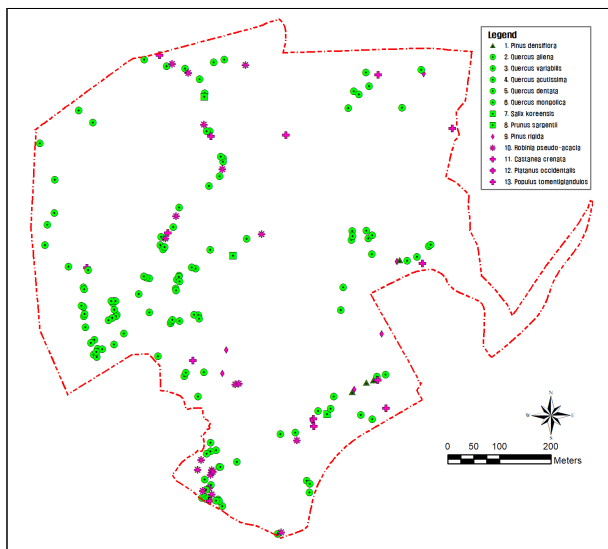 Legend
1. Pinus densiflora
2. Quercus aliena
3. Quercus variabilis
4. Quercus acutissima
5. Quercus dentata
6. Quercus mongolica
7. Salix koreensis
8. Prunus sargentii
9. Pinus rigida
10. Robinia pseudo-acacia
11. Castanea crenata
12. Platanus occidentalis
13. Populus tomentiglandulos
N
W E
S
0 50 100 200
Meters